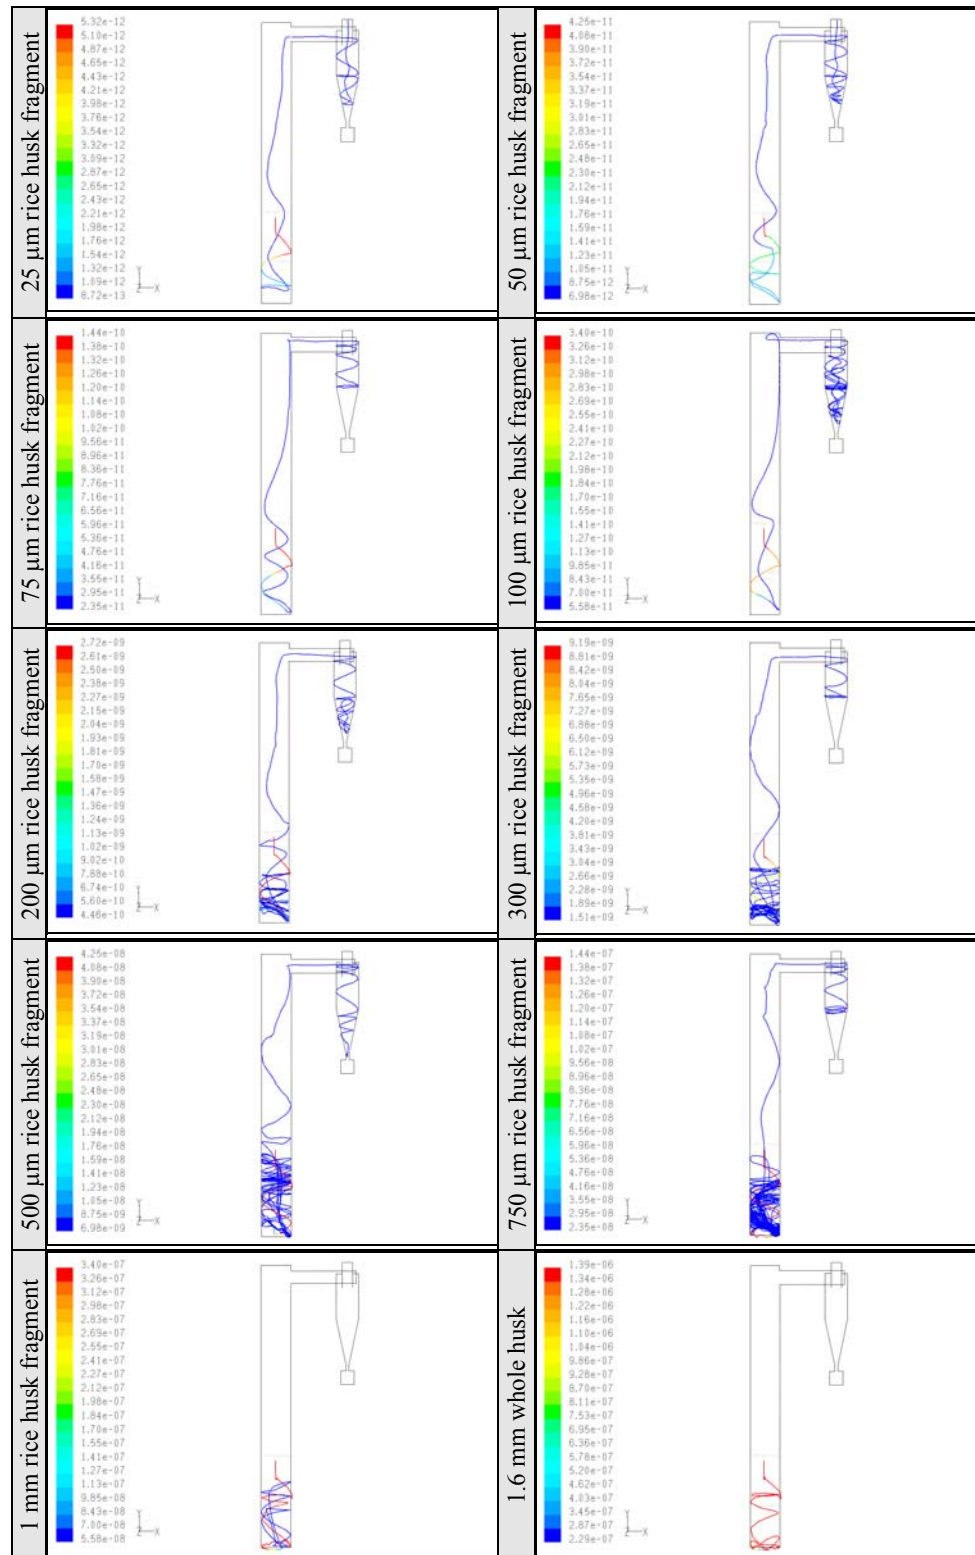 25 μm rice husk fragment
5.32e-12
5.10e-12
4.87e-12
4.65e-12
4.43e-12
4.21e-12
3.98e-12
3.76e-12
3.54e-12
3.32e-12
3.09e-12
2.87e-12
2.65e-12
2.43e-12
2.21e-12
1.98e-12
1.76e-12
1.54e-12
1.32e-12
1.09e-12
8.72e-13
Y
Z X
50 μm rice husk fragment
4.25e-11
4.08e-11
3.90e-11
3.72e-11
3.54e-11
3.37e-11
3.19e-11
3.01e-11
2.83e-11
2.65e-11
2.48e-11
2.30e-11
2.12e-11
1.94e-11
1.76e-11
1.59e-11
1.41e-11
1.23e-11
1.05e-11
8.75e-12
6.98e-12
Y
Z X
75 μm rice husk fragment
1.44e-10
1.38e-10
1.32e-10
1.26e-10
1.20e-10
1.14e-10
1.08e-10
1.02e-10
9.56e-11
8.96e-11
8.36e-11
7.76e-11
7.16e-11
6.56e-11
5.96e-11
5.36e-11
4.76e-11
4.16e-11
3.55e-11
2.95e-11
2.35e-11
Y
Z X
100 μm rice husk fragment
3.40e-10
3.26e-10
3.12e-10
2.98e-10
2.83e-10
2.69e-10
2.55e-10
2.41e-10
2.27e-10
2.12e-10
1.98e-10
1.84e-10
1.70e-10
1.55e-10
1.41e-10
1.27e-10
1.13e-10
9.85e-11
8.43e-11
7.00e-11
5.58e-11
Y
Z X
200 μm rice husk fragment
2.72e-09
2.61e-09
2.50e-09
2.38e-09
2.27e-09
2.15e-09
2.04e-09
1.93e-09
1.81e-09
1.70e-09
1.58e-09
1.47e-09
1.36e-09
1.24e-09
1.13e-09
1.02e-09
9.02e-10
7.88e-10
6.74e-10
5.60e-10
4.46e-10
Y
Z X
300 μm rice husk fragment
9.19e-09
8.81e-09
8.42e-09
8.04e-09
7.65e-09
7.27e-09
6.88e-09
6.50e-09
6.12e-09
5.73e-09
5.35e-09
4.96e-09
4.58e-09
4.20e-09
3.81e-09
3.43e-09
3.04e-09
2.66e-09
2.28e-09
1.89e-09
1.51e-09
Y
Z X
500 μm rice husk fragment
4.25e-08
4.08e-08
3.90e-08
3.72e-08
3.54e-08
3.37e-08
3.19e-08
3.01e-08
2.83e-08
2.65e-08
2.48e-08
2.30e-08
2.12e-08
1.94e-08
1.76e-08
1.59e-08
1.41e-08
1.23e-08
1.05e-08
8.75e-09
6.98e-09
Y
Z X
750 μm rice husk fragment
1.44e-07
1.38e-07
1.32e-07
1.26e-07
1.20e-07
1.14e-07
1.08e-07
1.02e-07
9.56e-08
8.96e-08
8.36e-08
7.76e-08
7.16e-08
6.56e-08
5.96e-08
5.36e-08
4.76e-08
4.16e-08
3.55e-08
2.95e-08
2.35e-08
Y
Z X
1 mm rice husk fragment
3.40e-07
3.26e-07
3.12e-07
2.98e-07
2.83e-07
2.69e-07
2.55e-07
2.41e-07
2.27e-07
2.12e-07
1.98e-07
1.84e-07
1.70e-07
1.55e-07
1.41e-07
1.27e-07
1.13e-07
9.85e-08
8.43e-08
7.00e-08
5.58e-08
Y
Z X
1.6 mm whole husk
1.39e-06
1.34e-06
1.28e-06
1.22e-06
1.16e-06
1.10e-06
1.04e-06
9.86e-07
9.28e-07
8.70e-07
8.11e-07
7.53e-07
6.95e-07
6.36e-07
5.78e-07
5.20e-07
4.62e-07
4.03e-07
3.45e-07
2.87e-07
2.29e-07
Y
Z X